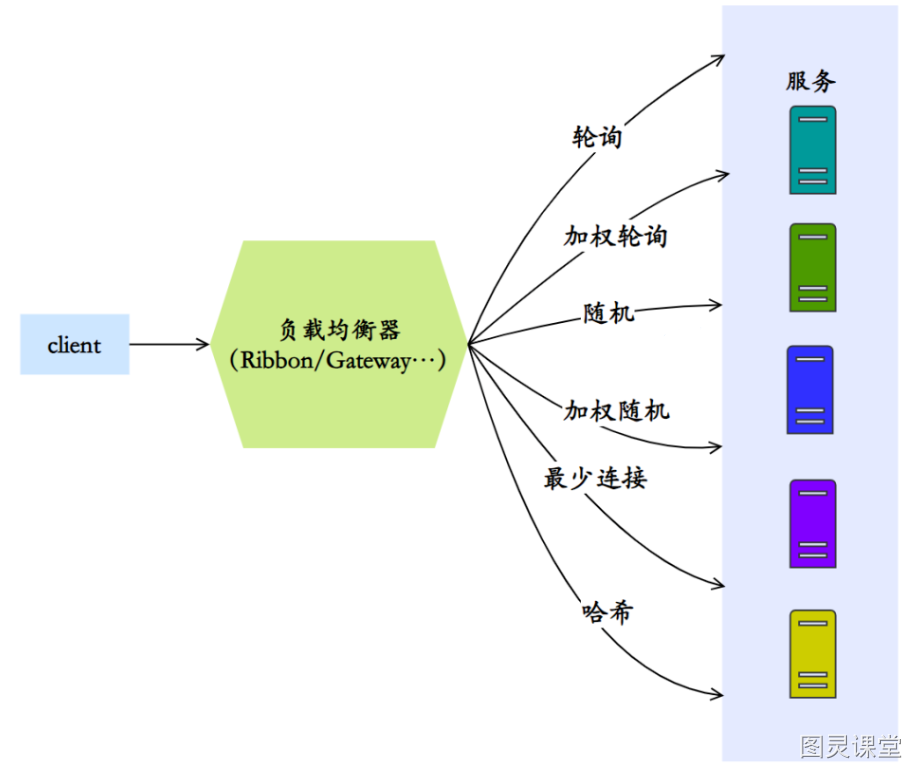 服务
轮询
加权轮询
随机
负载均衡器
(Ribbon/Gateway…)
client
加权随机
最少连接
哈希
图灵课堂